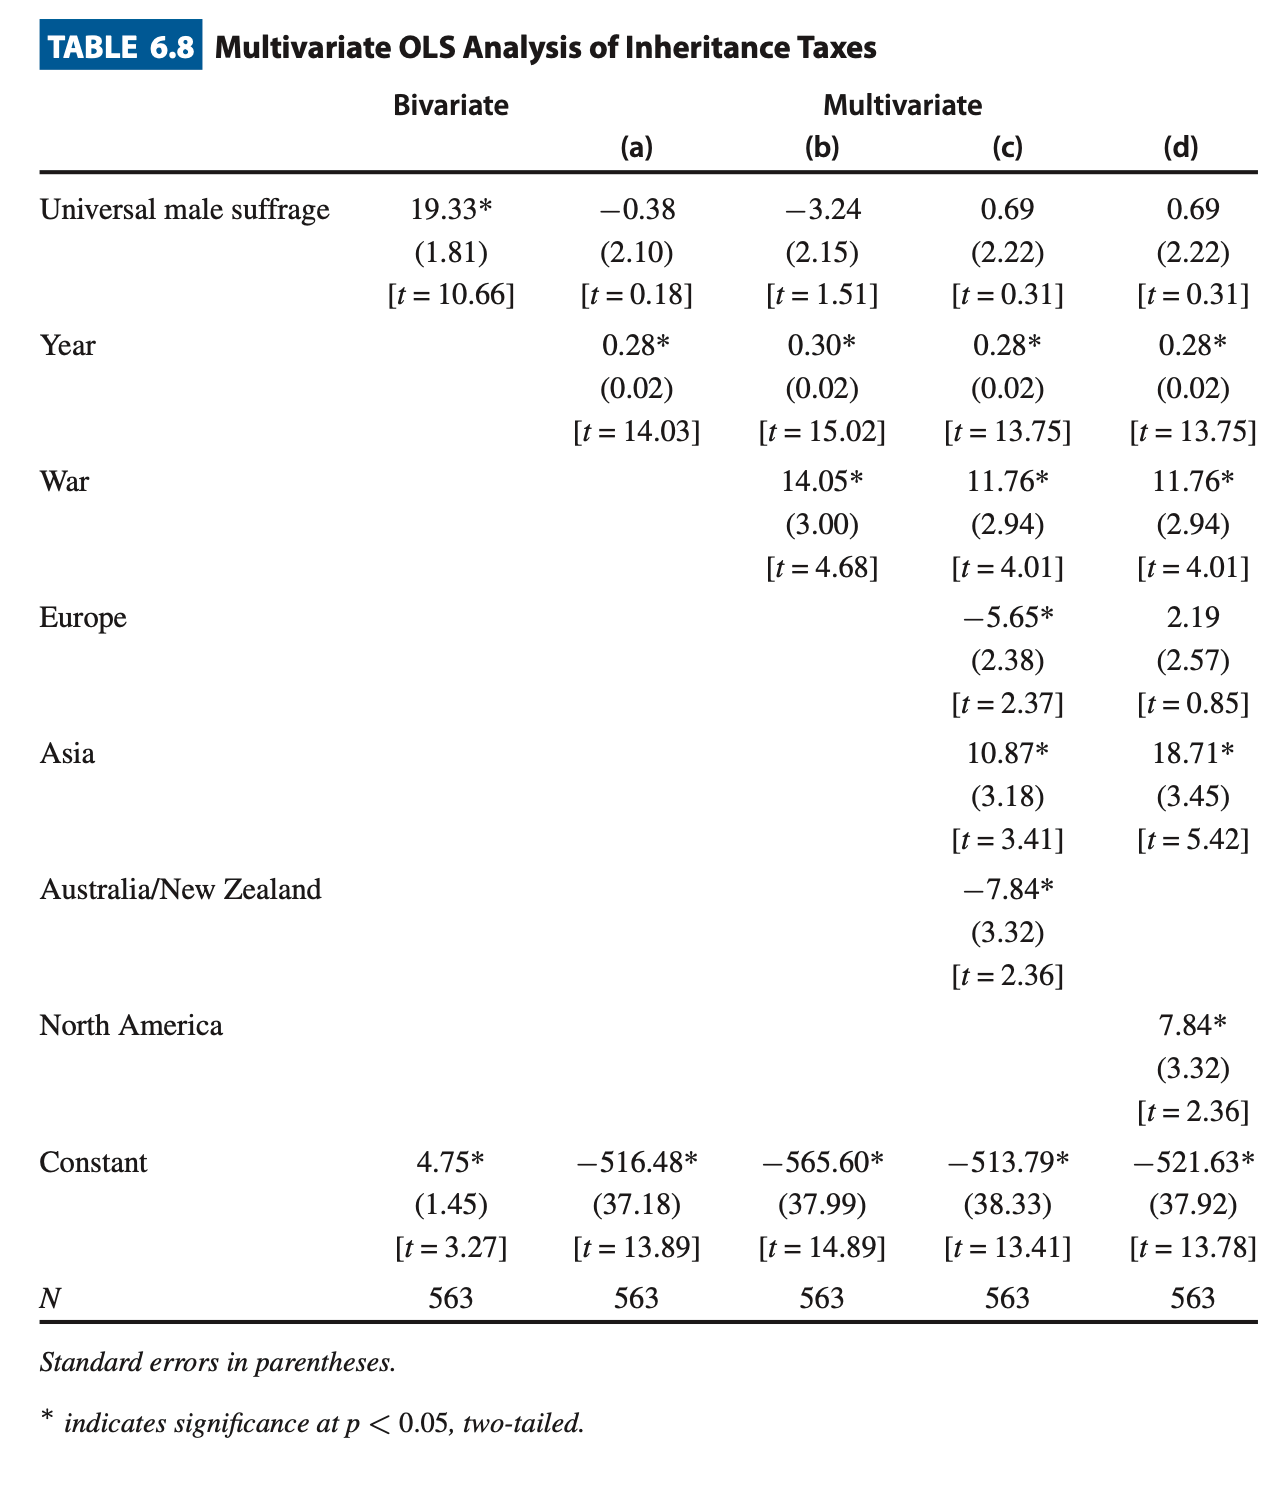 TABLE 6.8 Multivariate OLS Analysis of Inheritance Taxes
Bivariate Multivariate
(a) (b) (c) (d)
Universal male suffrage 19.33* −0.38 −3.24 0.69 0.69
(1.81) (2.10) (2.15) (2.22) (2.22)
[t = 10.66] [t = 0.18] [t = 1.51] [t = 0.31] [t = 0.31]
Year 0.28* 0.30* 0.28* 0.28*
(0.02) (0.02) (0.02) (0.02)
[t = 14.03] [t = 15.02] [t = 13.75] [t = 13.75]
War 14.05* 11.76* 11.76*
(3.00) (2.94) (2.94)
[t = 4.68] [t = 4.01] [t = 4.01]
Europe −5.65* 2.19
(2.38) (2.57)
[t = 2.37] [t = 0.85]
Asia 10.87* 18.71*
(3.18) (3.45)
[t = 3.41] [t = 5.42]
Australia/New Zealand −7.84*
(3.32)
[t = 2.36]
North America 7.84*
(3.32)
[t = 2.36]
Constant 4.75* −516.48* −565.60* −513.79* −521.63*
(1.45) (37.18) (37.99) (38.33) (37.92)
[t = 3.27] [t = 13.89] [t = 14.89] [t = 13.41] [t = 13.78]
N 563 563 563 563 563
Standard errors in parentheses.
* indicates significance at p < 0.05, two-tailed.